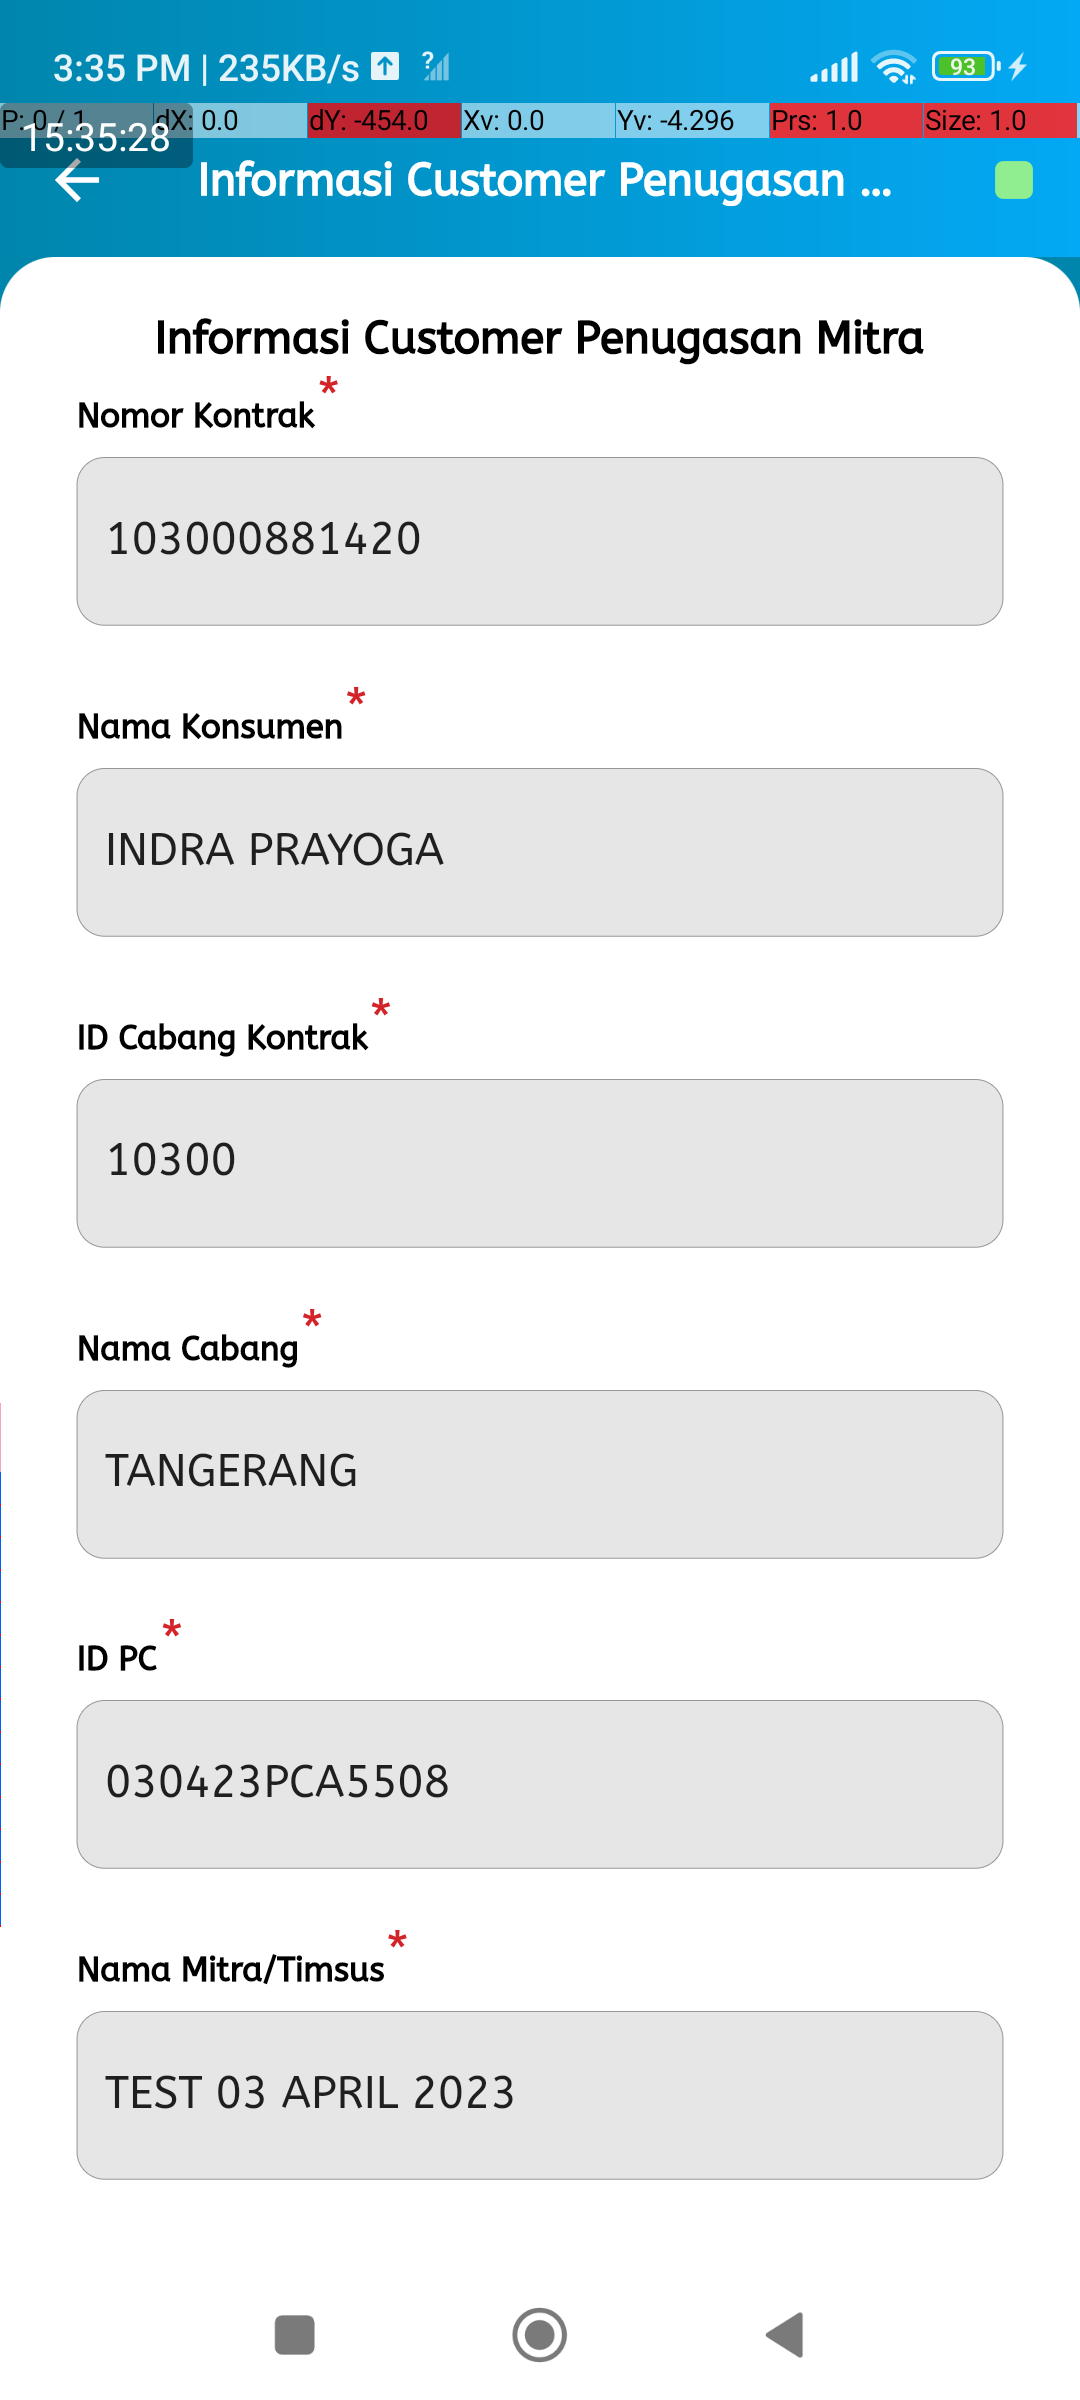 3:35 PM | 235KB/s
93
P: 0 / 1 dX: 0.0 dY: -454.0 Xv: 0.0 Yv: -4.296 Prs: 1.0 Size: 1.0
15:35:28
Informasi Customer Penugasan ...
Informasi Customer Penugasan Mitra
Nomor Kontrak*
103000881420
Nama Konsumen*
INDRA PRAYOGA
ID Cabang Kontrak*
10300
Nama Cabang*
TANGERANG
ID PC*
030423PCA5508
Nama Mitra/Timsus*
TEST 03 APRIL 2023